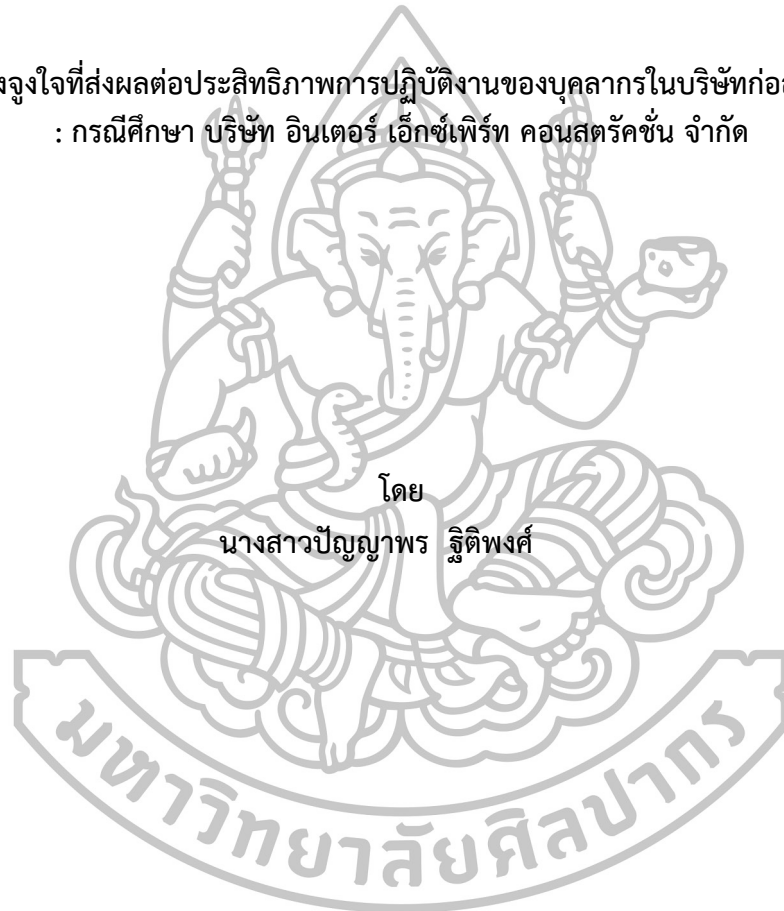 งจูงใจที่ส่งผลต่อประสิทธิภาพการปฏิบัติงานของบุคลากรในบริษัทก่อส
: กรณีศึกษา บริษัท อินเตอร์ เอ็กซ์เพิร์ท คอนสตรัคชั่น จำกัด
โดย
นางสาวปัญญาพร ฐิติพงศ์
มหาวิทยาลัยศิลปากร